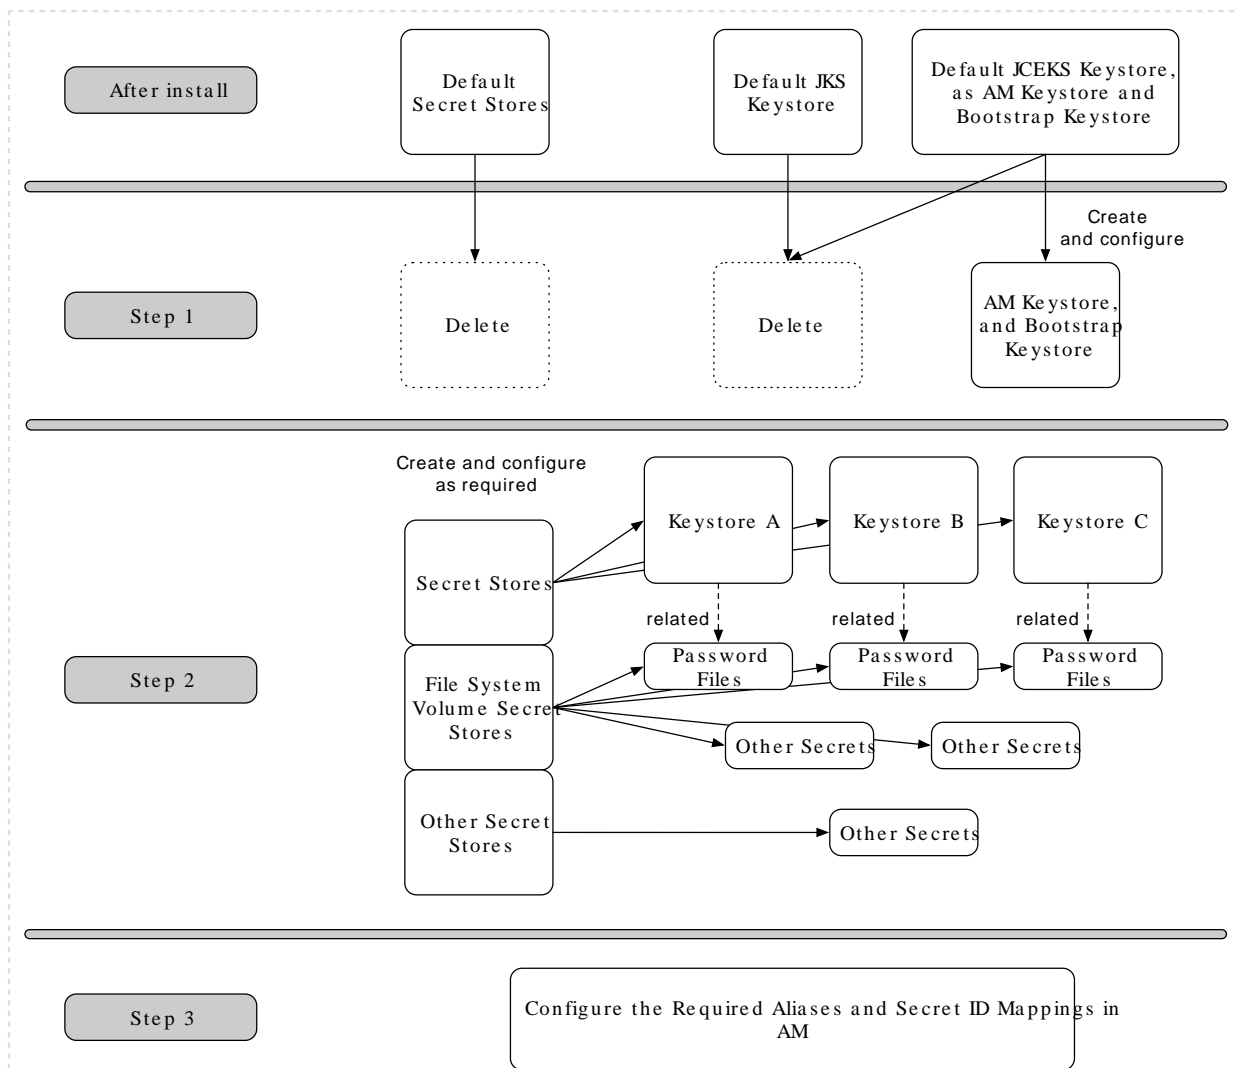 After install
Default
Secret Stores
Default JKS
Keystore
Default JCEKS Keystore,
as AM Keystore and
Bootstrap Keystore
Create
and configure
Step 1
Delete
Delete
AM Keystore,
and Bootstrap
Keystore
Create and configure
as required
Keystore A
Keystore B
Keystore C
Secret Stores
related
related
related
Step 2
File System
Volume Secret
Stores
Password
Files
Password
Files
Password
Files
Other Secrets
Other Secrets
Other Secret
Stores
Other Secrets
Step 3
Configure the Required Aliases and Secret ID Mappings in
AM